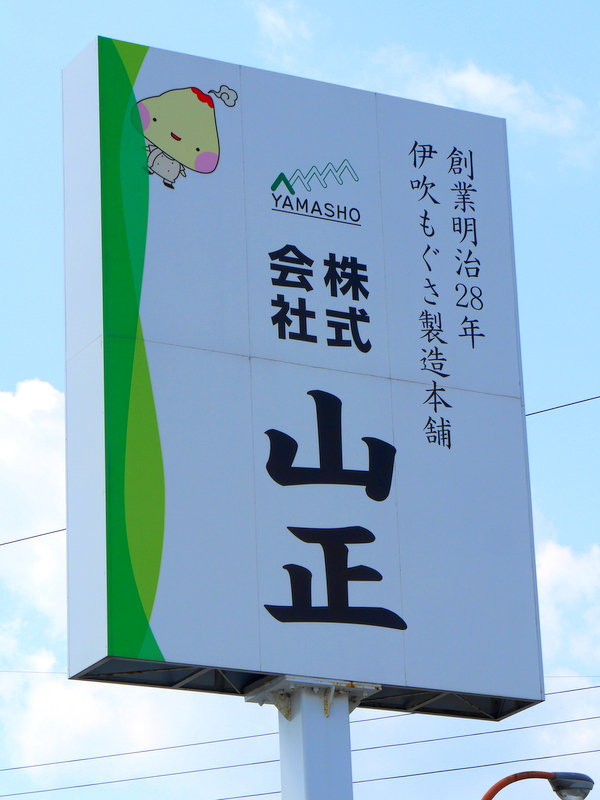 創業明治28年
伊吹もぐさ製造本舗
YAMASHO
株式
会社
山正